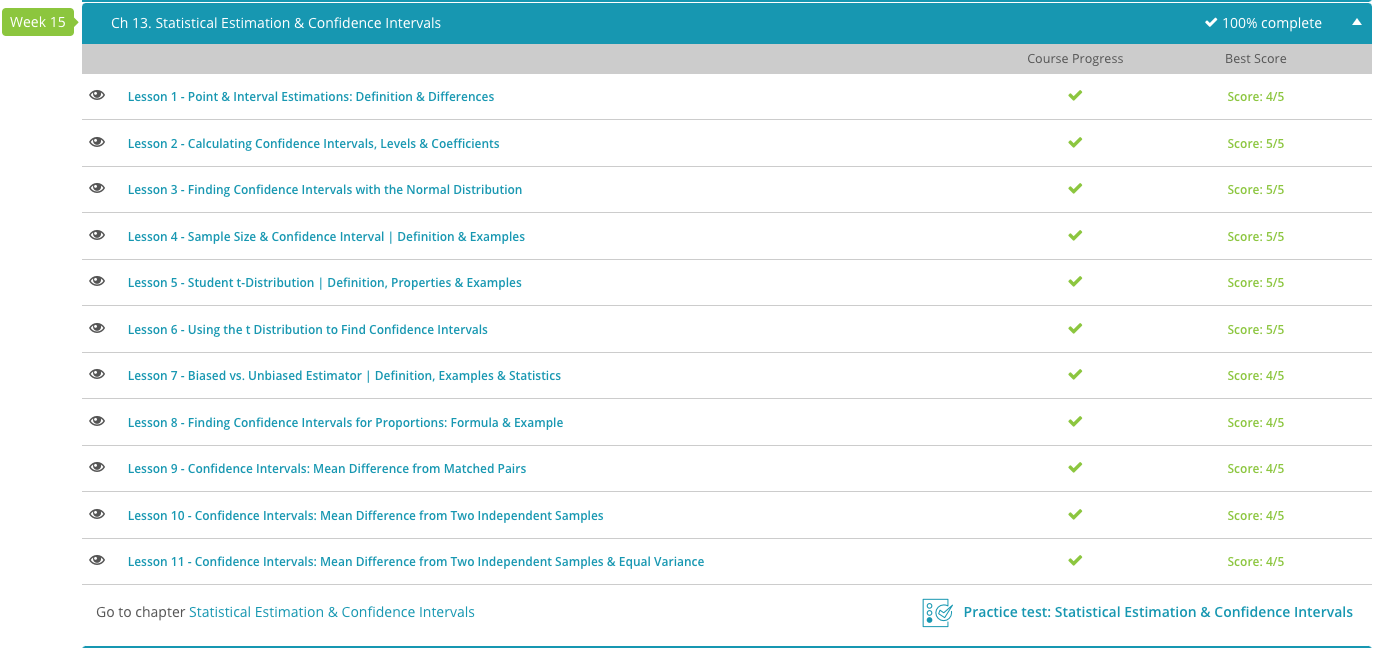 Week 15
Ch 13. Statistical Estimation & Confidence Intervals 100% complete
Course Progress Best Score
Lesson 1 - Point & Interval Estimations: Definition & Differences Score: 4/5
Lesson 2 - Calculating Confidence Intervals, Levels & Coefficients Score: 5/5
Lesson 3 - Finding Confidence Intervals with the Normal Distribution Score: 5/5
Lesson 4 - Sample Size & Confidence Interval | Definition & Examples Score: 5/5
Lesson 5 - Student t-Distribution | Definition, Properties & Examples Score: 5/5
Lesson 6 - Using the t Distribution to Find Confidence Intervals Score: 5/5
Lesson 7 - Biased vs. Unbiased Estimator | Definition, Examples & Statistics Score: 4/5
Lesson 8 - Finding Confidence Intervals for Proportions: Formula & Example Score: 4/5
Lesson 9 - Confidence Intervals: Mean Difference from Matched Pairs Score: 4/5
Lesson 10 - Confidence Intervals: Mean Difference from Two Independent Samples Score: 4/5
Lesson 11 - Confidence Intervals: Mean Difference from Two Independent Samples & Equal Variance Score: 4/5
Go to chapter Statistical Estimation & Confidence Intervals Practice test: Statistical Estimation & Confidence Intervals